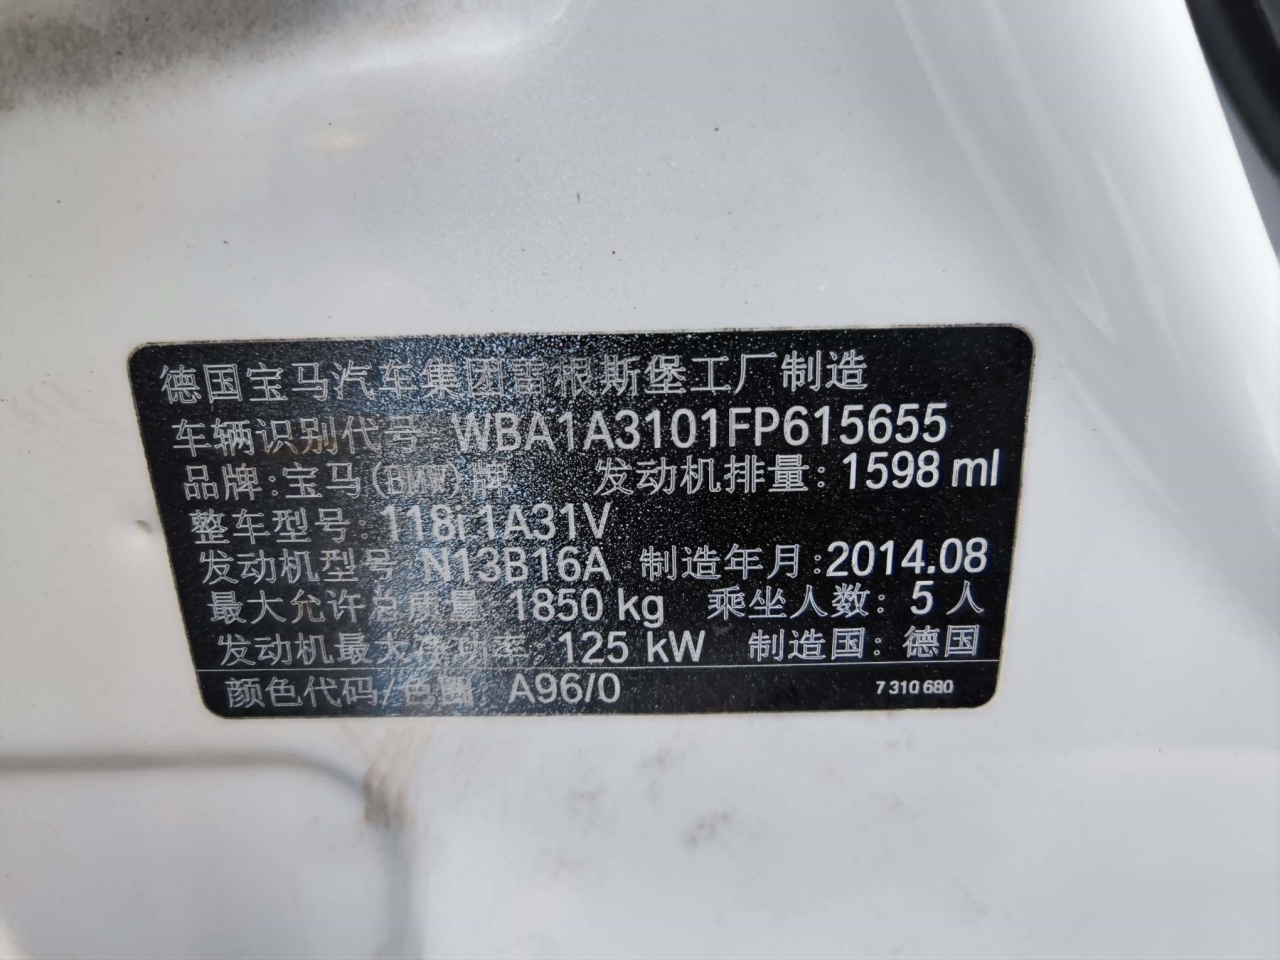 德国宝马汽车集团雷根斯堡工厂制造
车辆识别代号 WBA1A3101FP615655
品牌:宝马(BMW)牌 发动机排量: 1598 ml
整车型号: 118i 1A31V
发动机型号 N13B16A 制造年月: 2014.08
最大允许总质量 1850 kg 乘坐人数: 5 人
发动机最大净功率 125 kW 制造国: 德国
颜色代码/色圈 A96/0 7 310 680